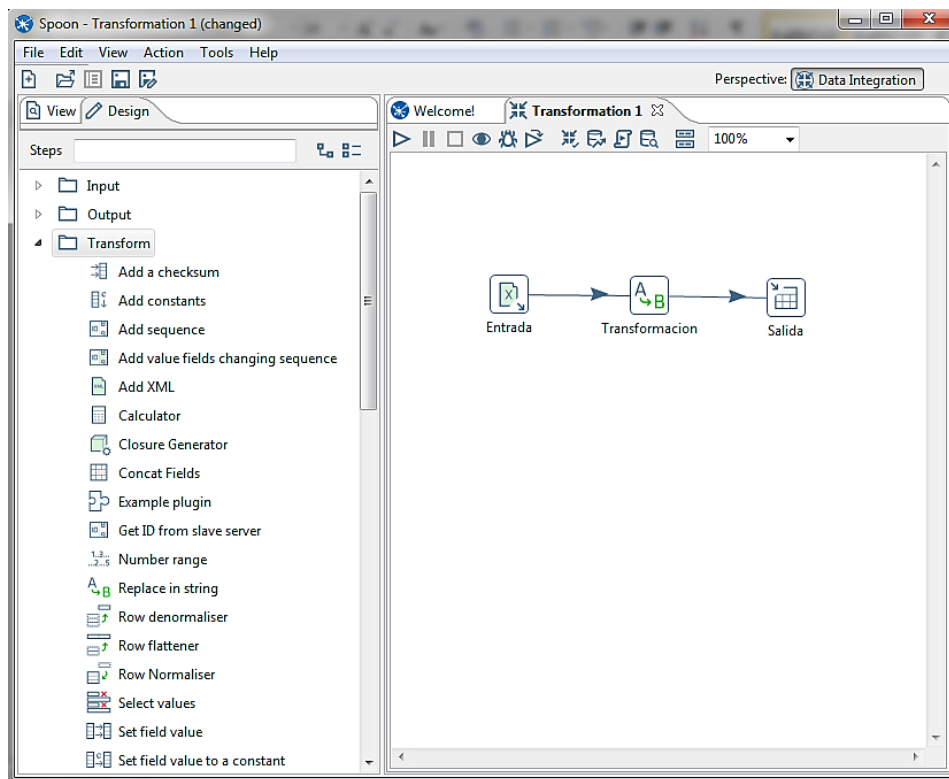 Spoon - Transformation 1 (changed)
File Edit View Action Tools Help
Perspective: Data Integration
View Design
Welcome! Transformation 1
Steps
100%
Input
Output
Transform
Add a checksum
Add constants
Add sequence
Add value fields changing sequence
Add XML
Calculator
Closure Generator
Concat Fields
Example plugin
Get ID from slave server
Number range
Replace in string
Row denormaliser
Row flattener
Row Normaliser
Select values
Set field value
Set field value to a constant
A
B
Entrada
Transformacion
Salida